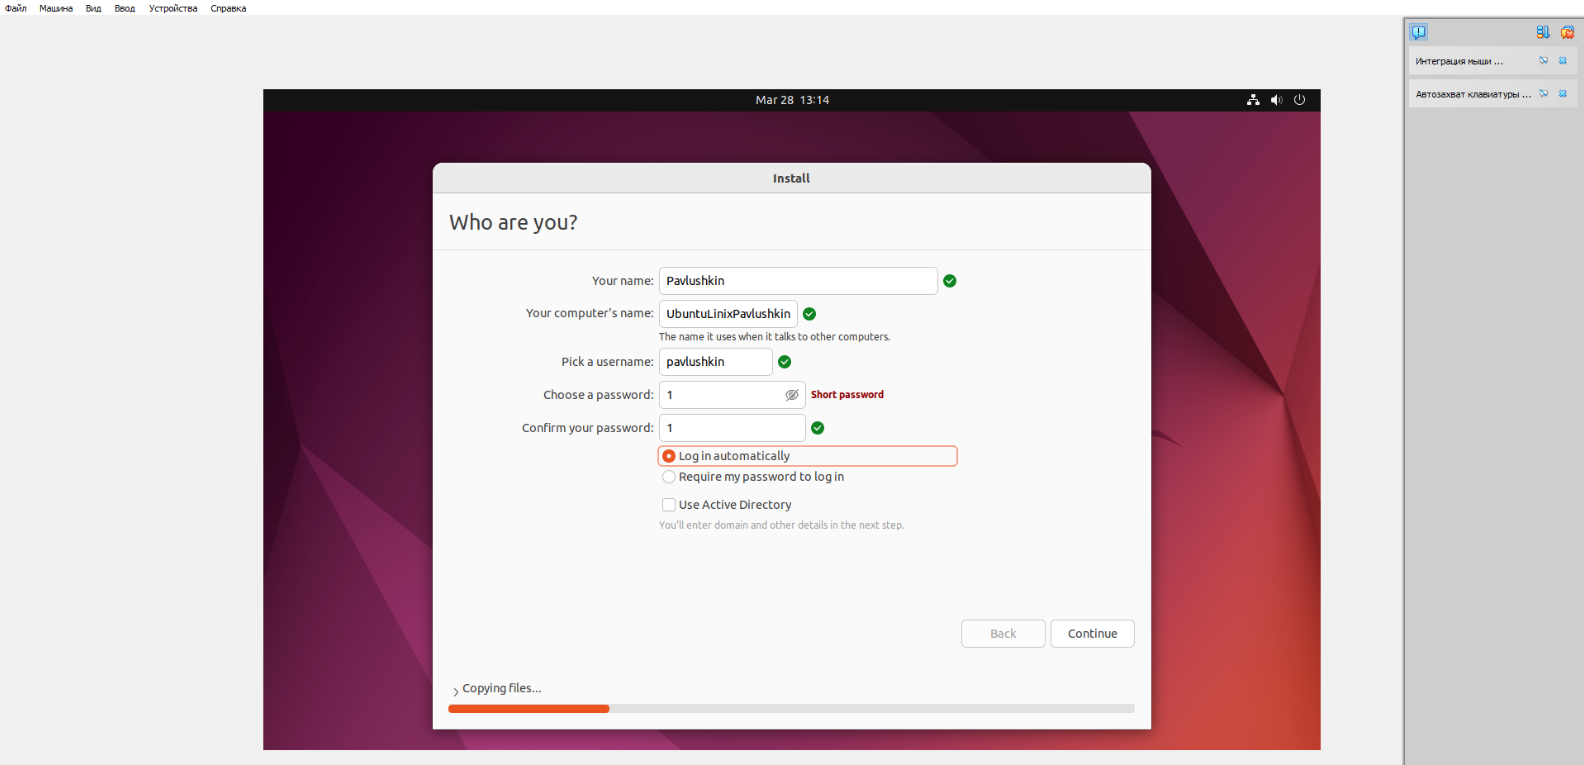 Файл Машина Вид Ввод Устройства Справка
Интеграция мыши ...
Автозахват клавиатуры ...
Mar 28 13:14
Install
Who are you?
Your name: Pavlushkin
Your computer's name: UbuntuLinixPavlushkin
The name it uses when it talks to other computers.
Pick a username: pavlushkin
Choose a password: 1 Short password
Confirm your password: 1
Log in automatically
Require my password to log in
Use Active Directory
You'll enter domain and other details in the next step.
Back Continue
Copying files...